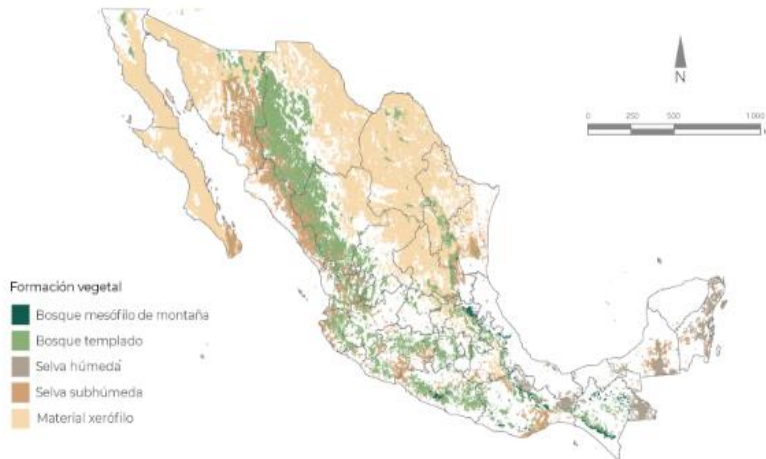 N
0 250 500 1.000
Formación vegetal
Bosque mesófilo de montaña
Bosque templado
Selva húmeda
Selva subhúmeda
Material xerófilo